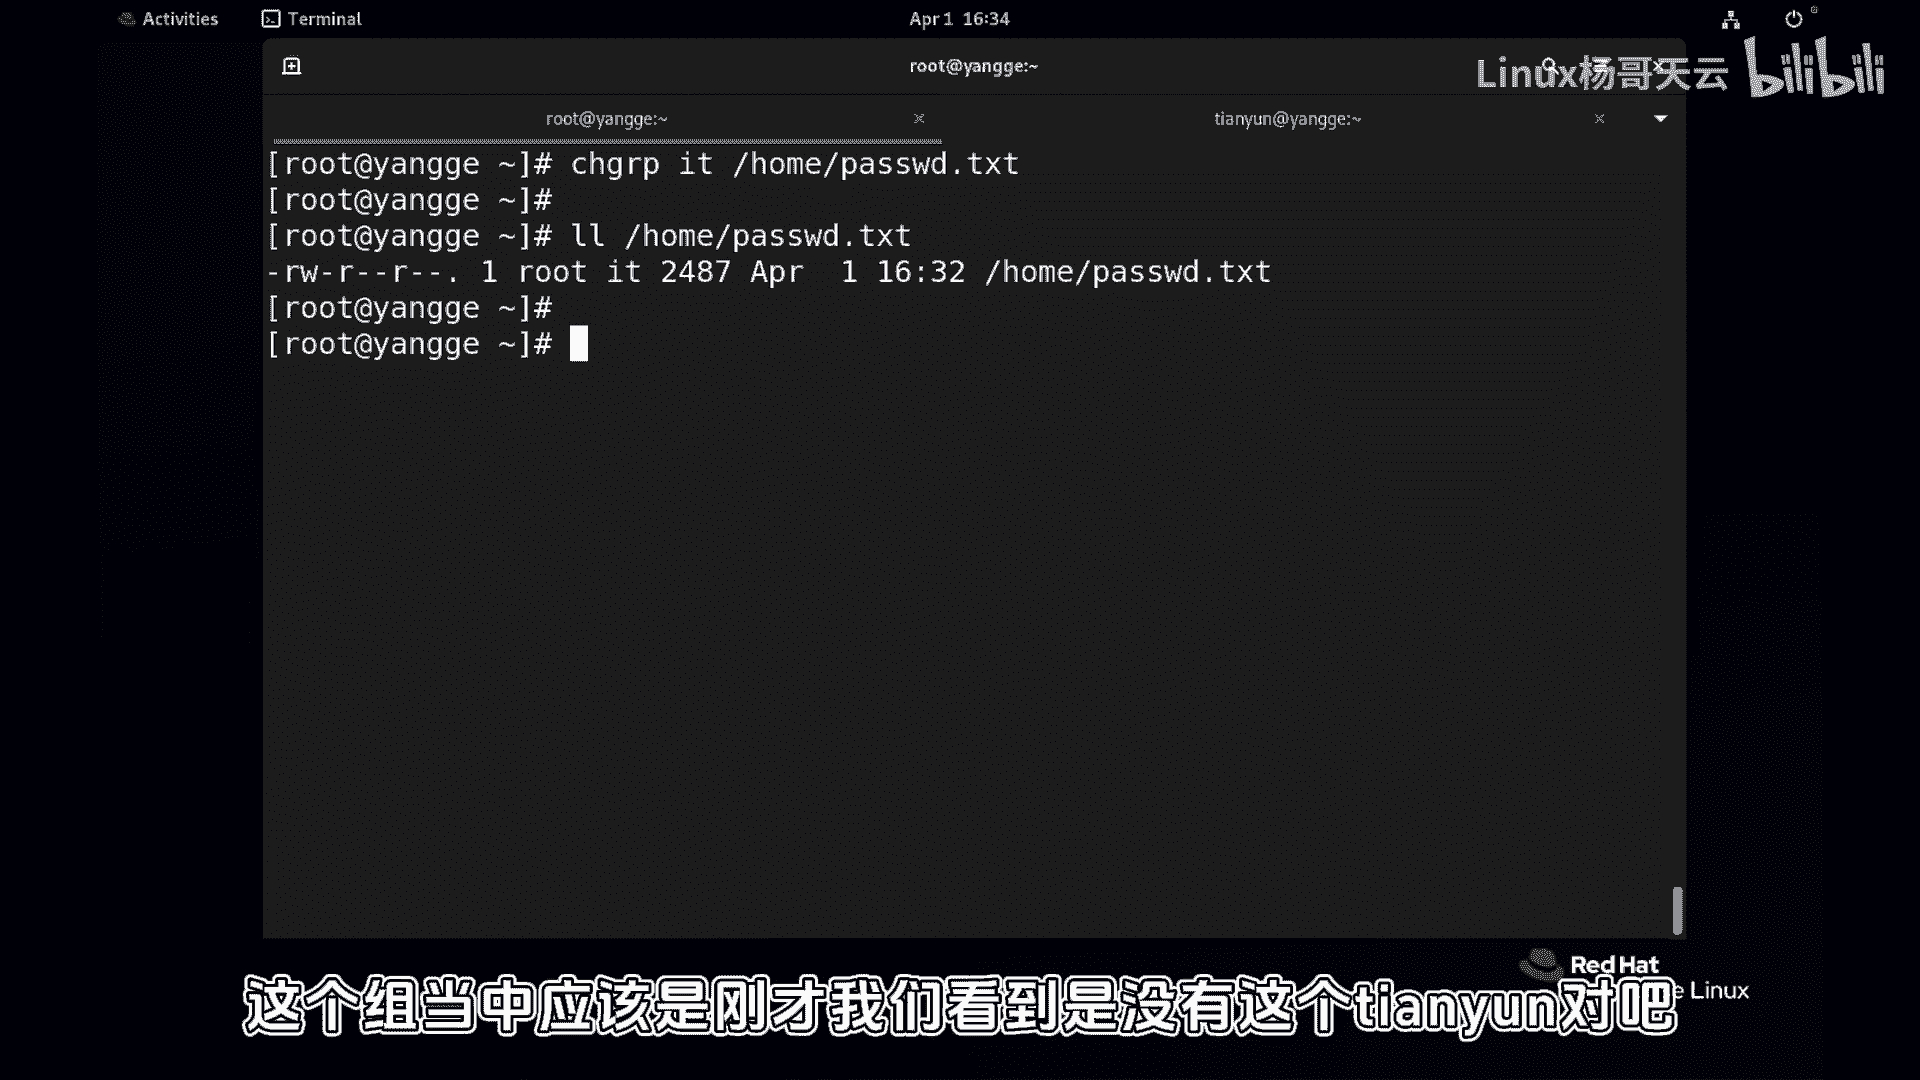 Activities Terminal Apr 1 16:34
root@yangge:~
Linux杨哥天云 bilibili
root@yangge:~ tianyun@yangge:~
[root@yangge ~]# chgrp it /home/passwd.txt
[root@yangge ~]#
[root@yangge ~]# ll /home/passwd.txt
-rw-r--r--. 1 root it 2487 Apr  1 16:32 /home/passwd.txt
[root@yangge ~]#
[root@yangge ~]#
Red Hat
Linux
这个组当中应该是刚才我们看到是没有这个tianyun对吧